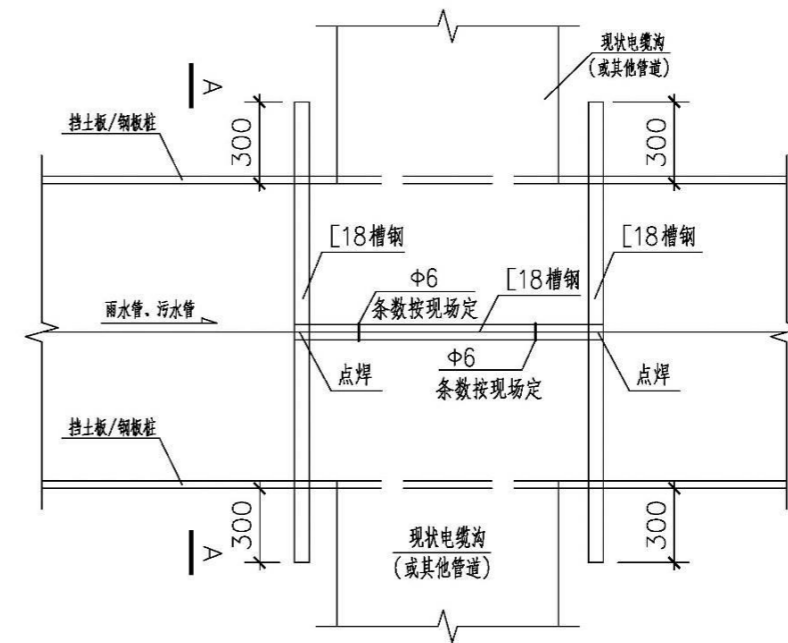 现状电缆沟
(或其他管道)
A
挡土板/钢板桩
300
300
[18槽钢
[18槽钢
Φ6
[18槽钢
条数按现场定
雨水管、污水管
Φ6
点焊
点焊
条数按现场定
挡土板/钢板桩
A
300
300
现状电缆沟
(或其他管道)